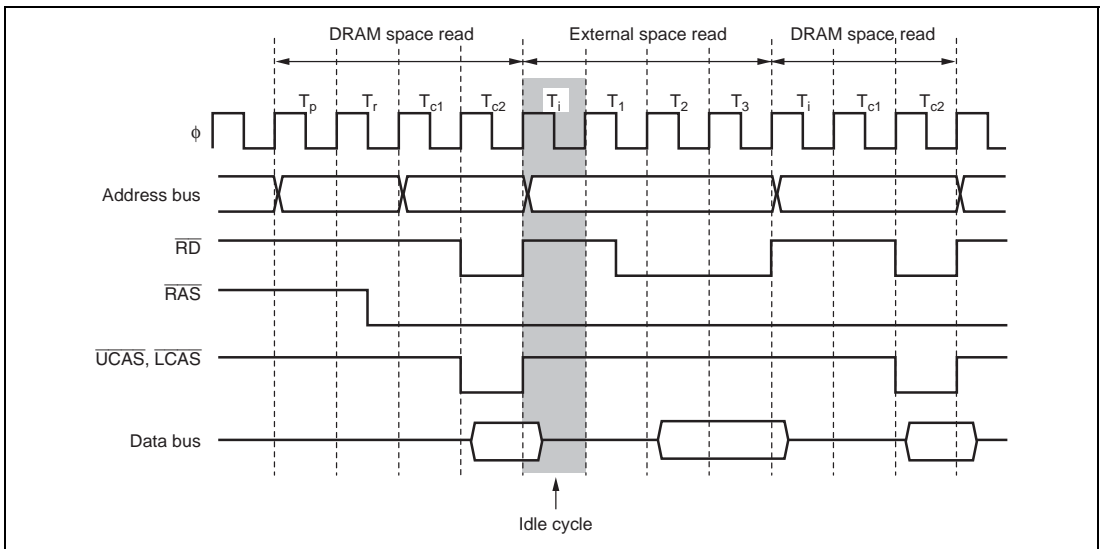 DRAM space read External space read DRAM space read
Tp Tr Tc1 Tc2 Ti T1 T2 T3 Ti Tc1 Tc2
ϕ
Address bus
RD
RAS
UCAS, LCAS
Data bus
Idle cycle